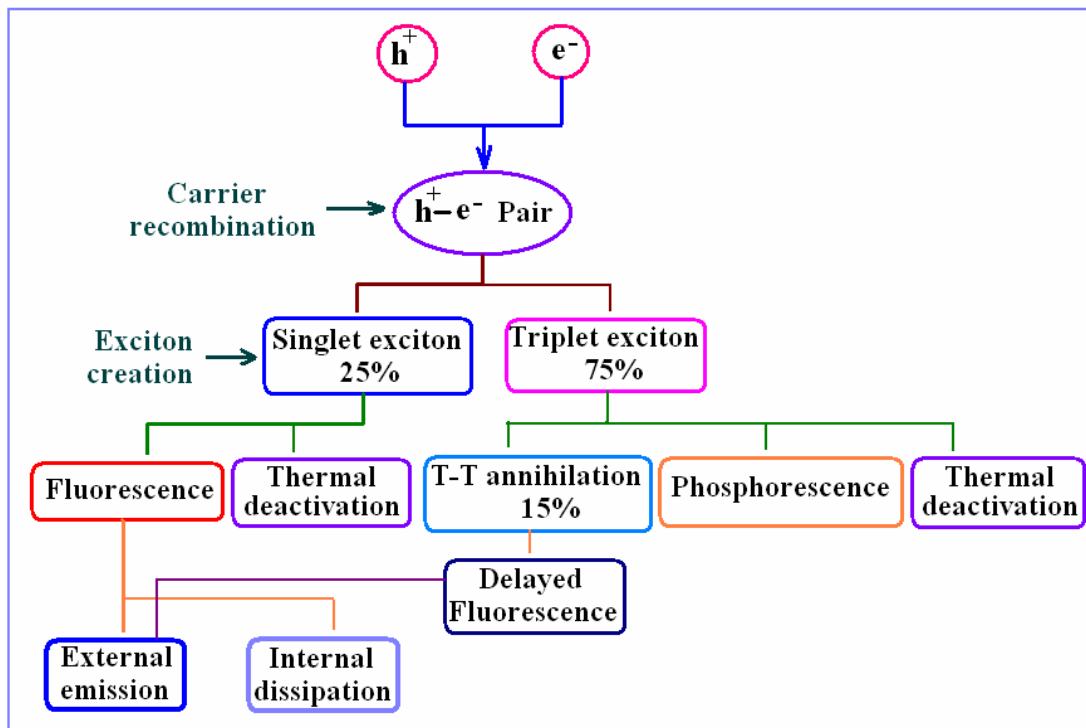 h+
e-
Carrier
recombination
h+–e- Pair
Exciton
creation
Singlet exciton
25%
Triplet exciton
75%
Fluorescence
Thermal
deactivation
T-T annihilation
15%
Phosphorescence
Thermal
deactivation
Delayed
Fluorescence
External
emission
Internal
dissipation